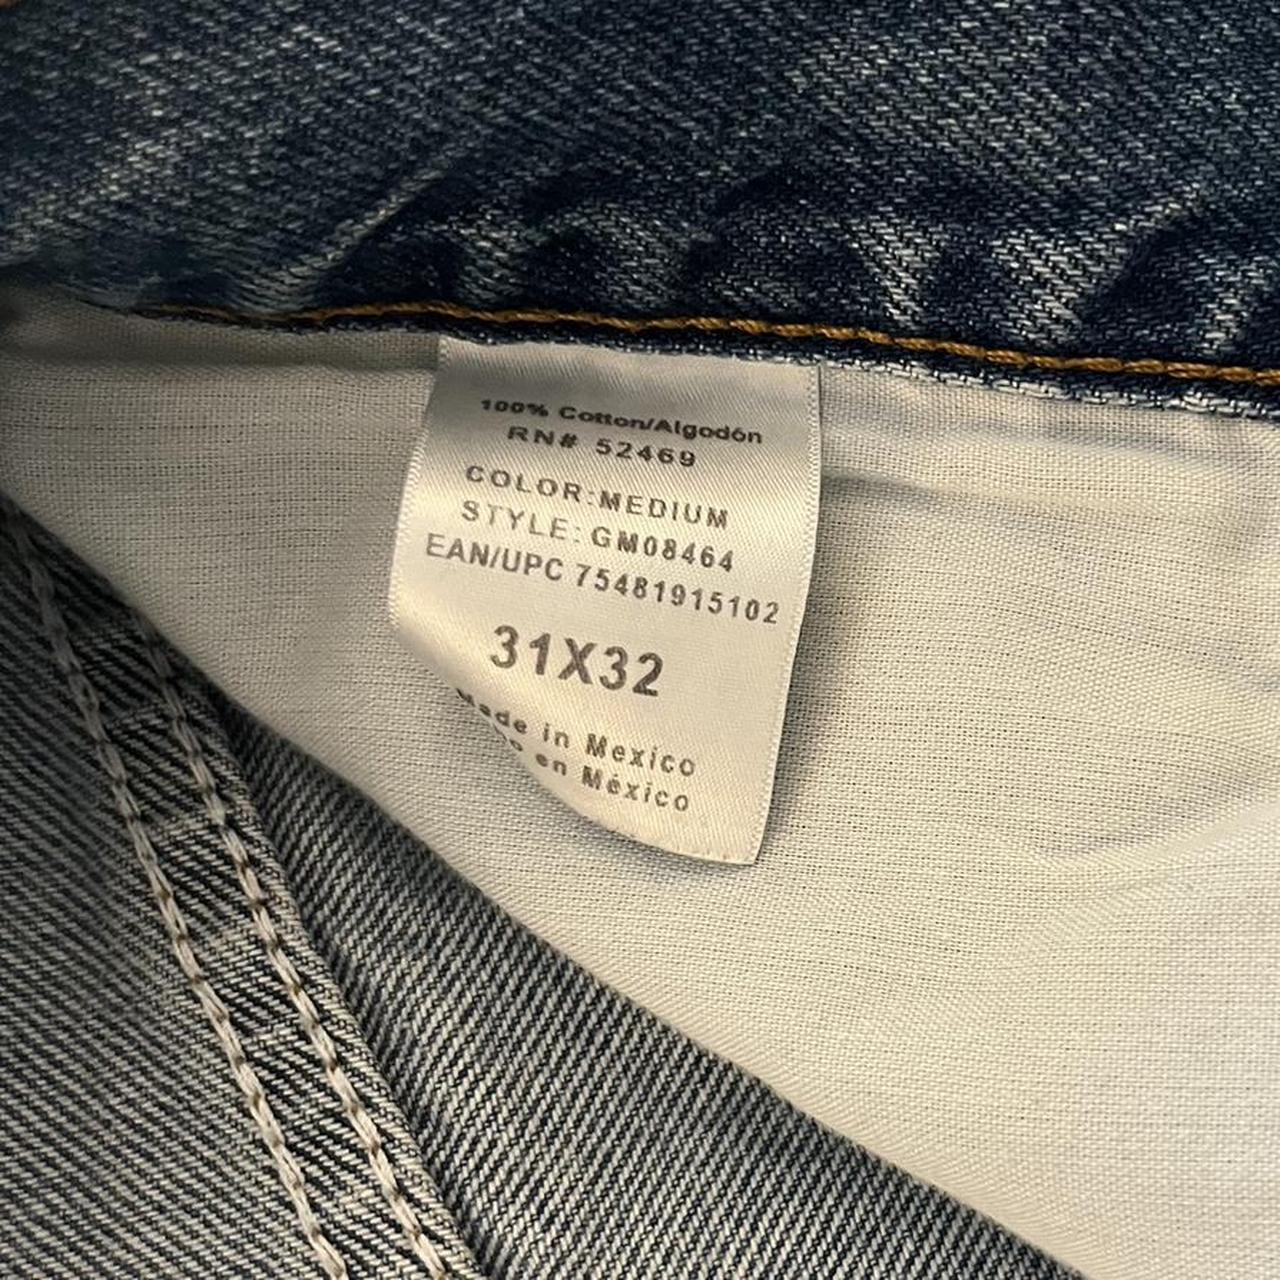 100% Cotton/Algodón
RN# 52469
COLOR:MEDIUM
STYLE: GM08464
EAN/UPC 75481915102
31X32
Made in Mexico
en México